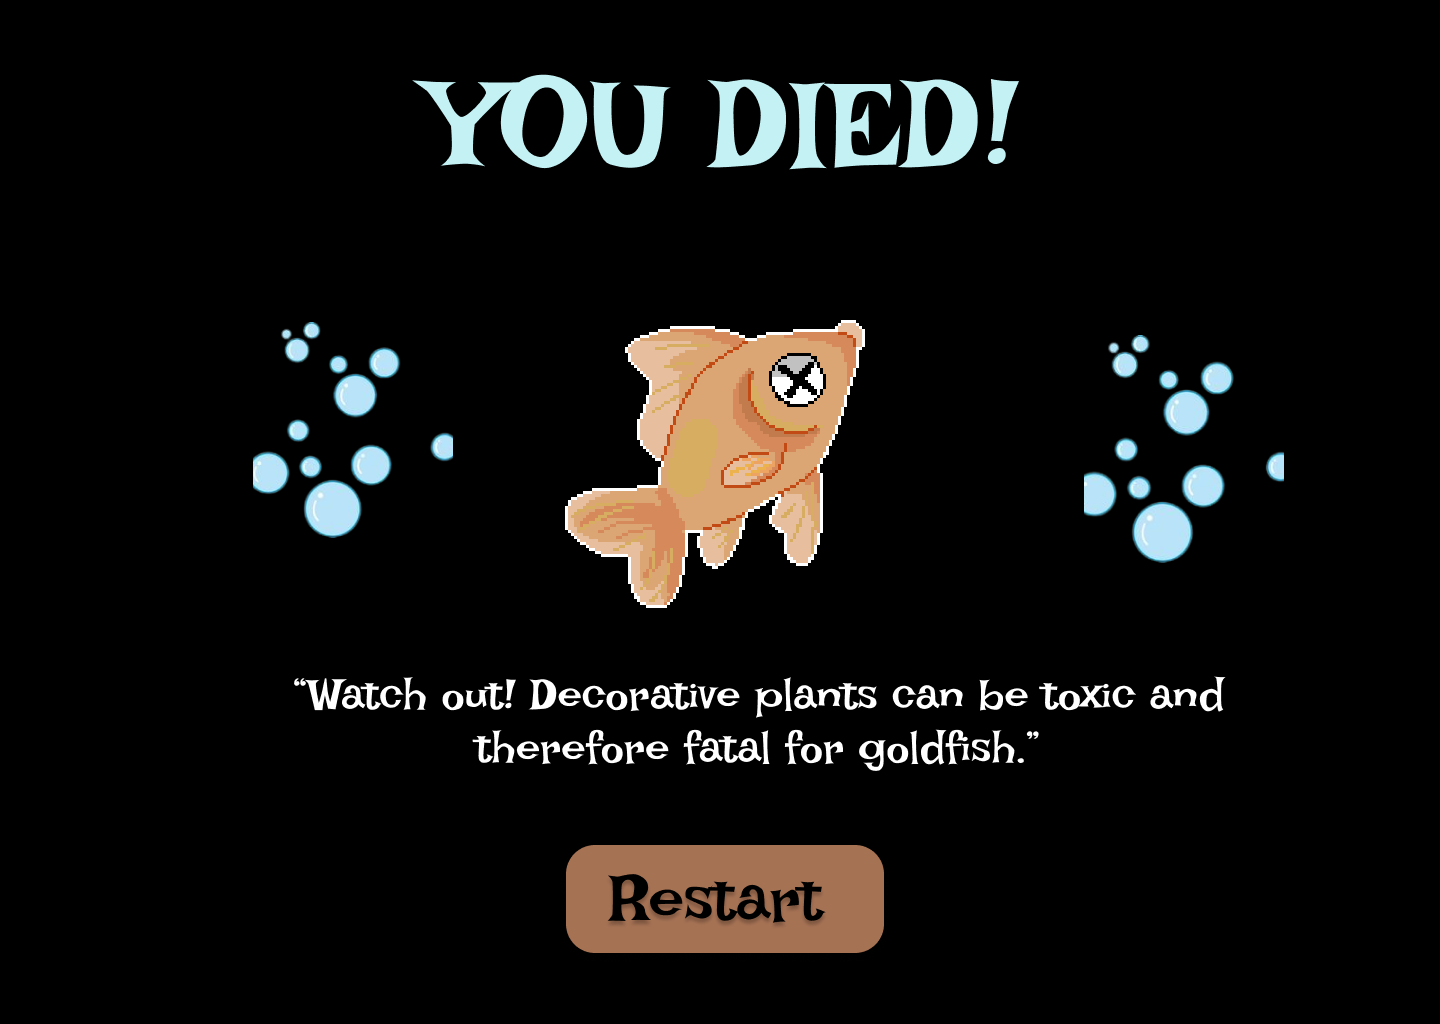 YOU DIED!
“Watch out! Decorative plants can be toxic and
therefore fatal for goldfish.”
Restart